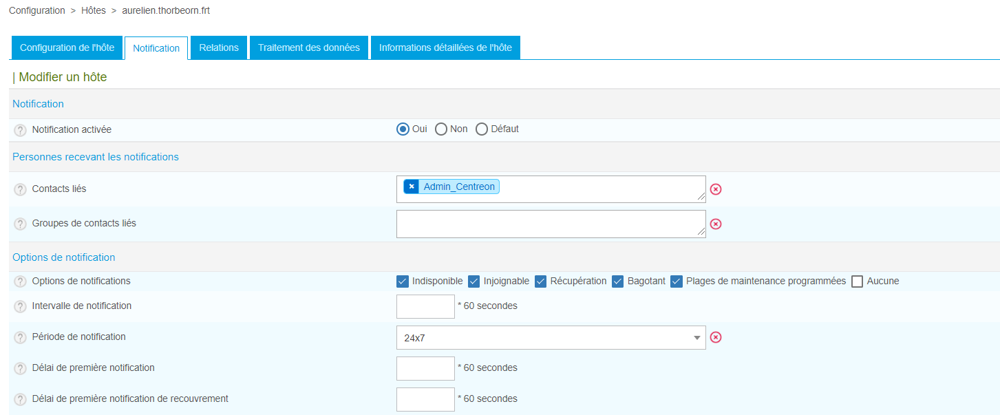 Configuration > Hôtes > aurelien.thorbeorn.frt
Configuration de l'hôte Notification Relations Traitement des données Informations détaillées de l'hôte
| Modifier un hôte
Notification
? Notification activée Oui Non Défaut
Personnes recevant les notifications
? Contacts liés Admin_Centreon
? Groupes de contacts liés
Options de notification
? Options de notifications Indisponible Injoignable Récupération Bagotant Plages de maintenance programmées Aucune
? Intervalle de notification * 60 secondes
? Période de notification 24x7
? Délai de première notification * 60 secondes
? Délai de première notification de recouvrement * 60 secondes